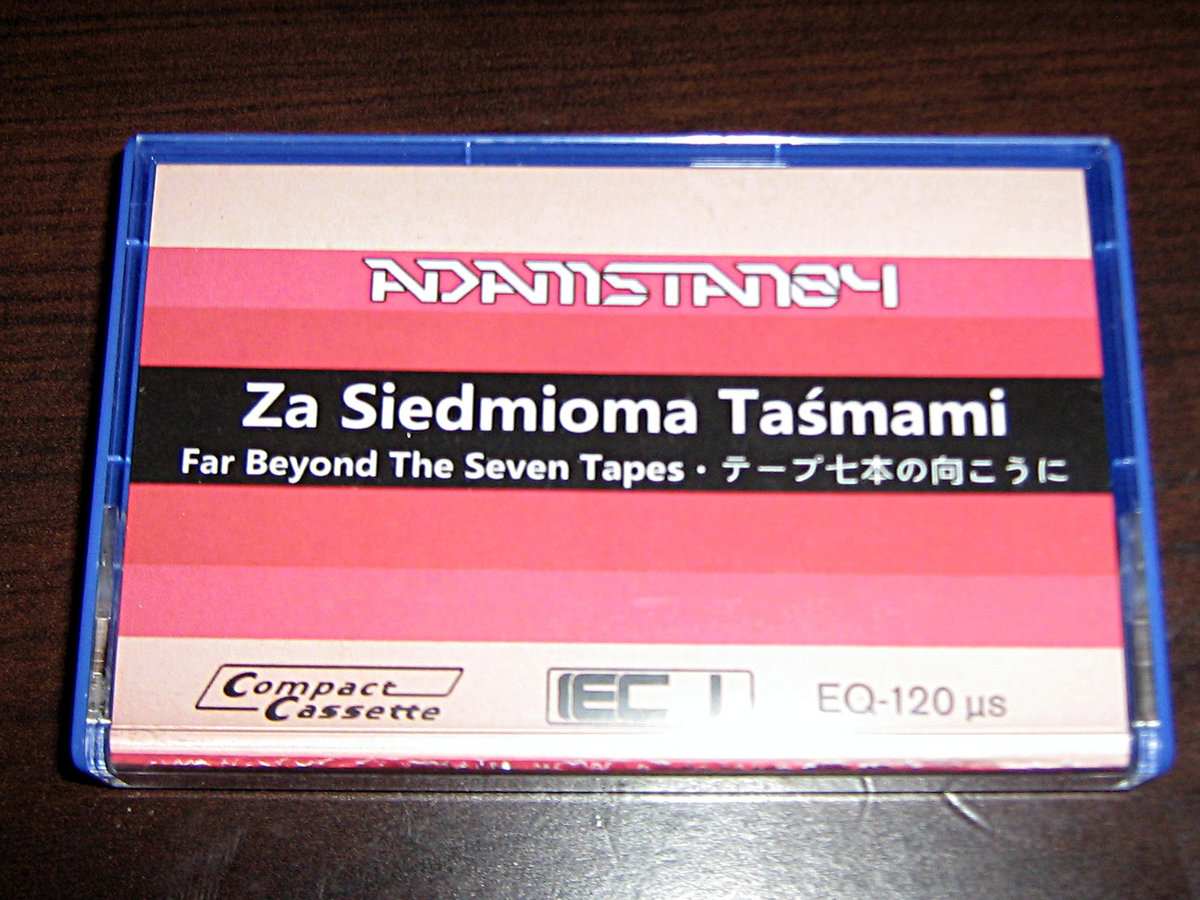 ADAMSTAN84
Za Siedmioma Taśmami
Far Beyond The Seven Tapes・テープ七本の向こうに
Compact Cassette
IEC I
EQ-120 µs